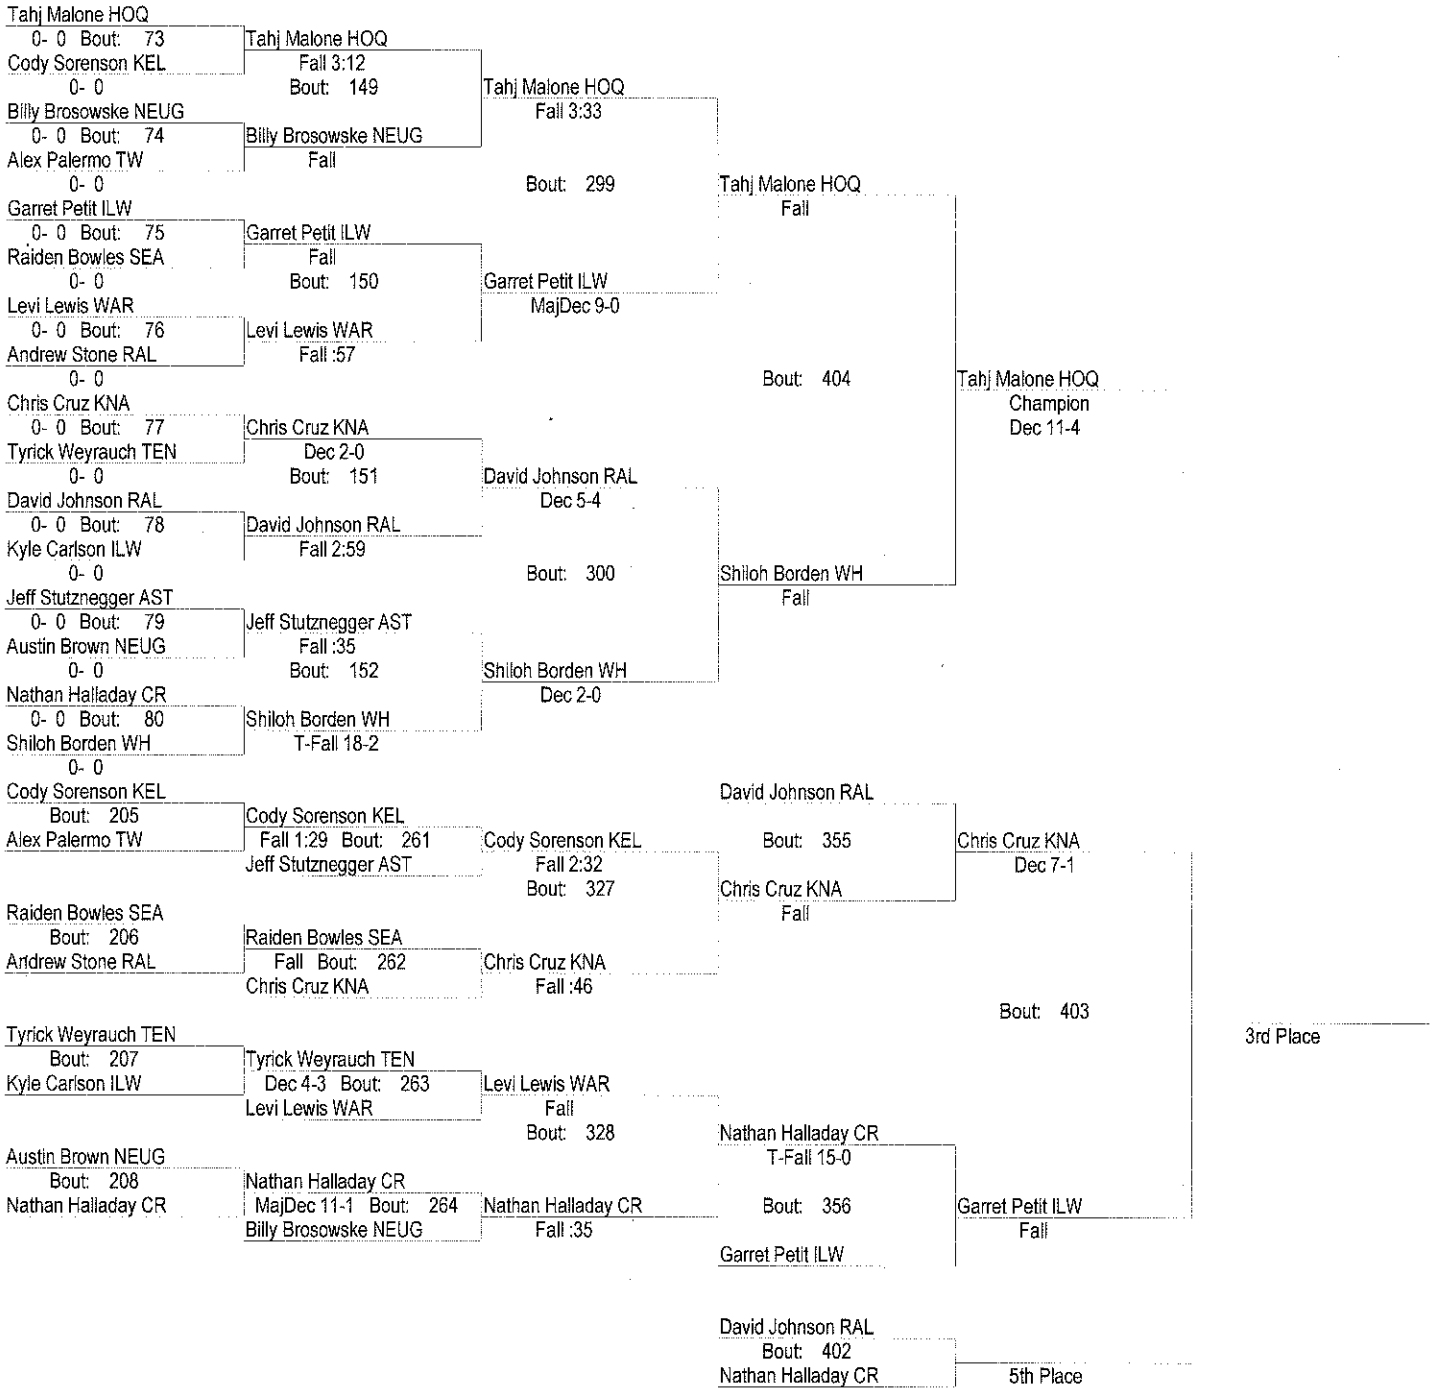 Tahj Malone HOQ
0- 0 Bout: 73
Tahj Malone HOQ
Cody Sorenson KEL
Fall 3:12
0- 0
Bout: 149
Tahj Malone HOQ
Billy Brosowske NEUG
Fall 3:33
0- 0 Bout: 74
Billy Brosowske NEUG
Alex Palermo TW
Fall
0- 0
Bout: 299
Tahj Malone HOQ
Garret Petit ILW
Fall
0- 0 Bout: 75
Garret Petit ILW
Raiden Bowles SEA
Fall
0- 0
Bout: 150
Garret Petit ILW
Levi Lewis WAR
MajDec 9-0
0- 0 Bout: 76
Levi Lewis WAR
Andrew Stone RAL
Fall :57
0- 0
Bout: 404
Tahj Malone HOQ
Chris Cruz KNA
Champion
0- 0 Bout: 77
Chris Cruz KNA
Dec 11-4
Tyrick Weyrauch TEN
Dec 2-0
0- 0
Bout: 151
David Johnson RAL
David Johnson RAL
Dec 5-4
0- 0 Bout: 78
David Johnson RAL
Kyle Carlson ILW
Fall 2:59
0- 0
Bout: 300
Shiloh Borden WH
Jeff Stutznegger AST
Fall
0- 0 Bout: 79
Jeff Stutznegger AST
Austin Brown NEUG
Fall :35
0- 0
Bout: 152
Shiloh Borden WH
Nathan Halladay CR
Dec 2-0
0- 0 Bout: 80
Shiloh Borden WH
Shiloh Borden WH
T-Fall 18-2
0- 0
Cody Sorenson KEL
David Johnson RAL
Bout: 205
Cody Sorenson KEL
Alex Palermo TW
Fall 1:29 Bout: 261
Cody Sorenson KEL
Bout: 355
Chris Cruz KNA
Jeff Stutznegger AST
Fall 2:32
Dec 7-1
Bout: 327
Chris Cruz KNA
Raiden Bowles SEA
Fall
Bout: 206
Raiden Bowles SEA
Andrew Stone RAL
Fall Bout: 262
Chris Cruz KNA
Chris Cruz KNA
Fall :46
Bout: 403
Tyrick Weyrauch TEN
3rd Place
Bout: 207
Tyrick Weyrauch TEN
Kyle Carlson ILW
Dec 4-3 Bout: 263
Levi Lewis WAR
Levi Lewis WAR
Fall
Bout: 328
Nathan Halladay CR
Austin Brown NEUG
T-Fall 15-0
Bout: 208
Nathan Halladay CR
Nathan Halladay CR
MajDec 11-1 Bout: 264
Nathan Halladay CR
Bout: 356
Garret Petit ILW
Billy Brosowske NEUG
Fall :35
Fall
Garret Petit ILW
David Johnson RAL
Bout: 402
Nathan Halladay CR
5th Place